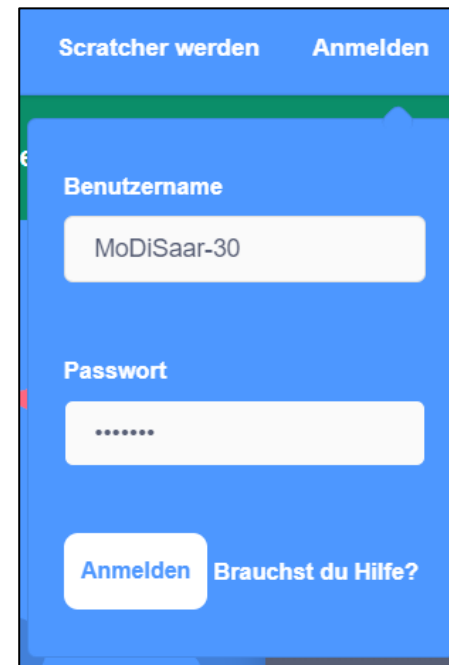 Scratcher werden Anmelden
Benutzername
MoDiSaar-30
Passwort
•••••••
Anmelden Brauchst du Hilfe?